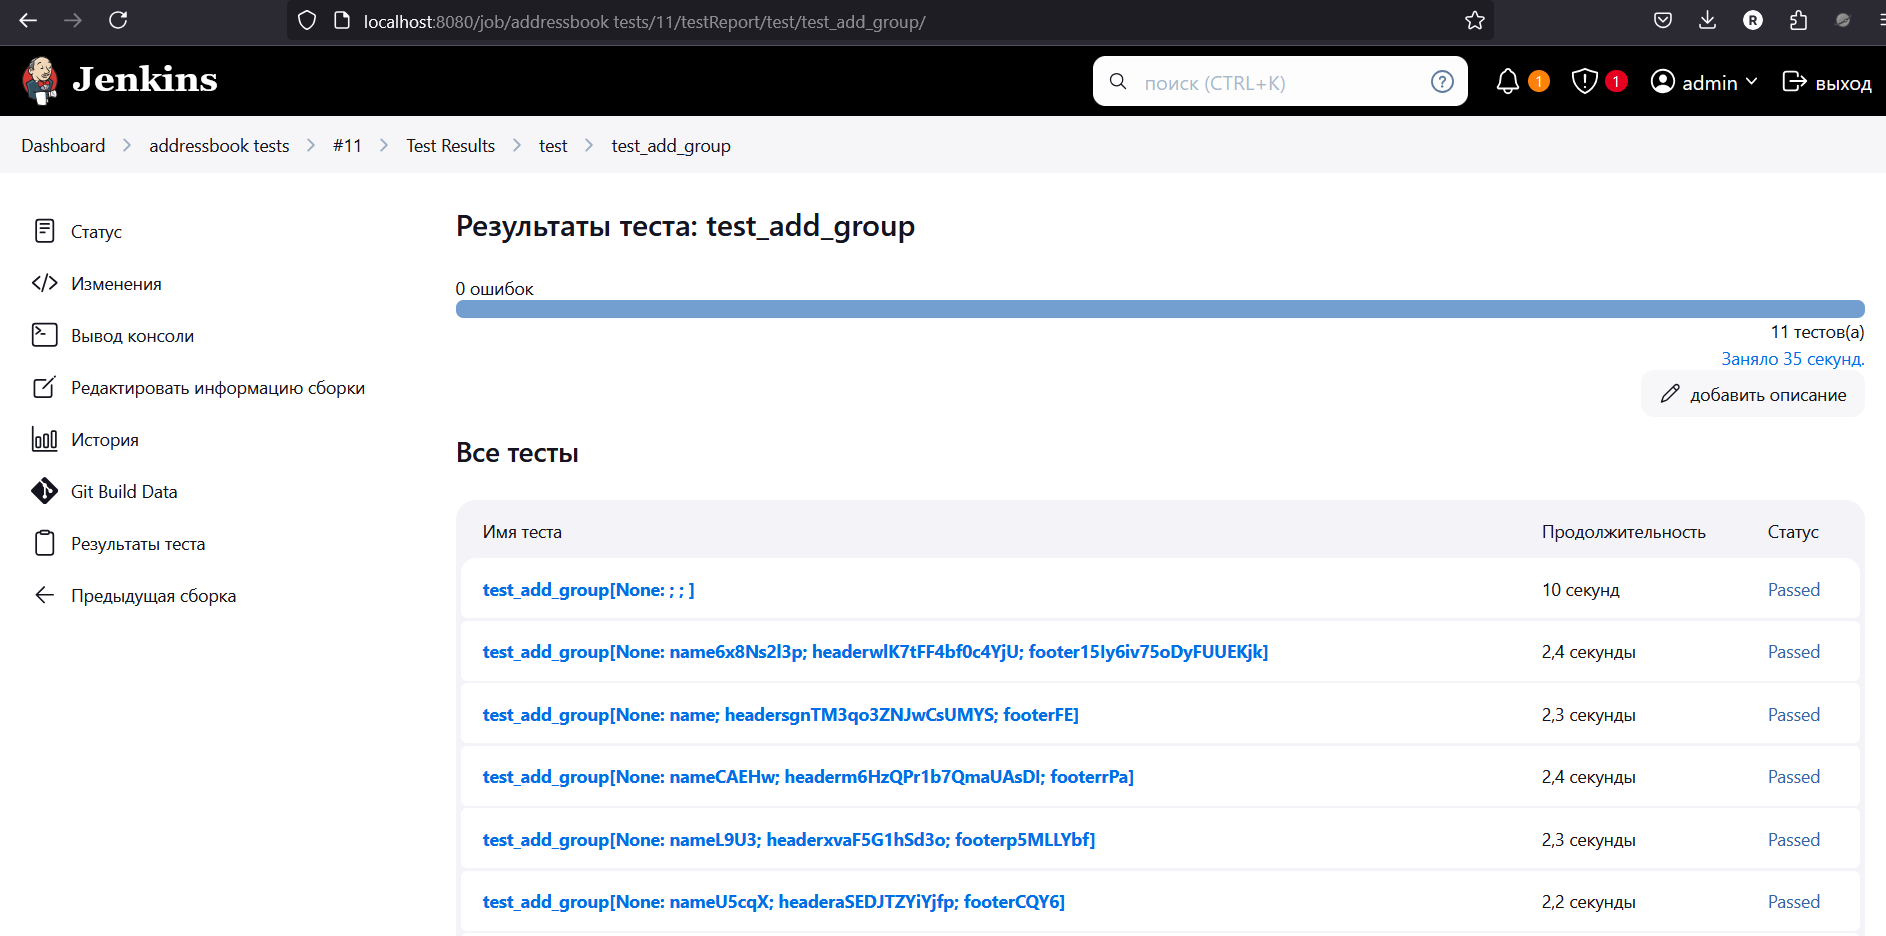 localhost:8080/job/addressbook tests/11/testReport/test/test_add_group/
R
Jenkins
поиск (CTRL+K)
?
1
1
admin
выход
Dashboard
addressbook tests
#11
Test Results
test
test_add_group
Статус
Изменения
Вывод консоли
Редактировать информацию сборки
История
Git Build Data
Результаты теста
Предыдущая сборка
Результаты теста: test_add_group
0 ошибок
11 тестов(а)
Заняло 35 секунд.
добавить описание
Все тесты
Имя теста Продолжительность Статус
test_add_group[None: ; ; ] 10 секунд Passed
test_add_group[None: name6x8Ns2l3p; headerwlK7tFF4bf0c4YjU; footer15Iy6iv75oDyFUUEKjk] 2,4 секунды Passed
test_add_group[None: name; headersgnTM3qo3ZNJwCsUMYS; footerFE] 2,3 секунды Passed
test_add_group[None: nameCAEHw; headerm6HzQPr1b7QmaUAsDI; footerrPa] 2,4 секунды Passed
test_add_group[None: nameL9U3; headerxvaF5G1hSd3o; footerp5MLLYbf] 2,3 секунды Passed
test_add_group[None: nameU5cqX; headeraSEDJTZYiYjfp; footerCQY6] 2,2 секунды Passed